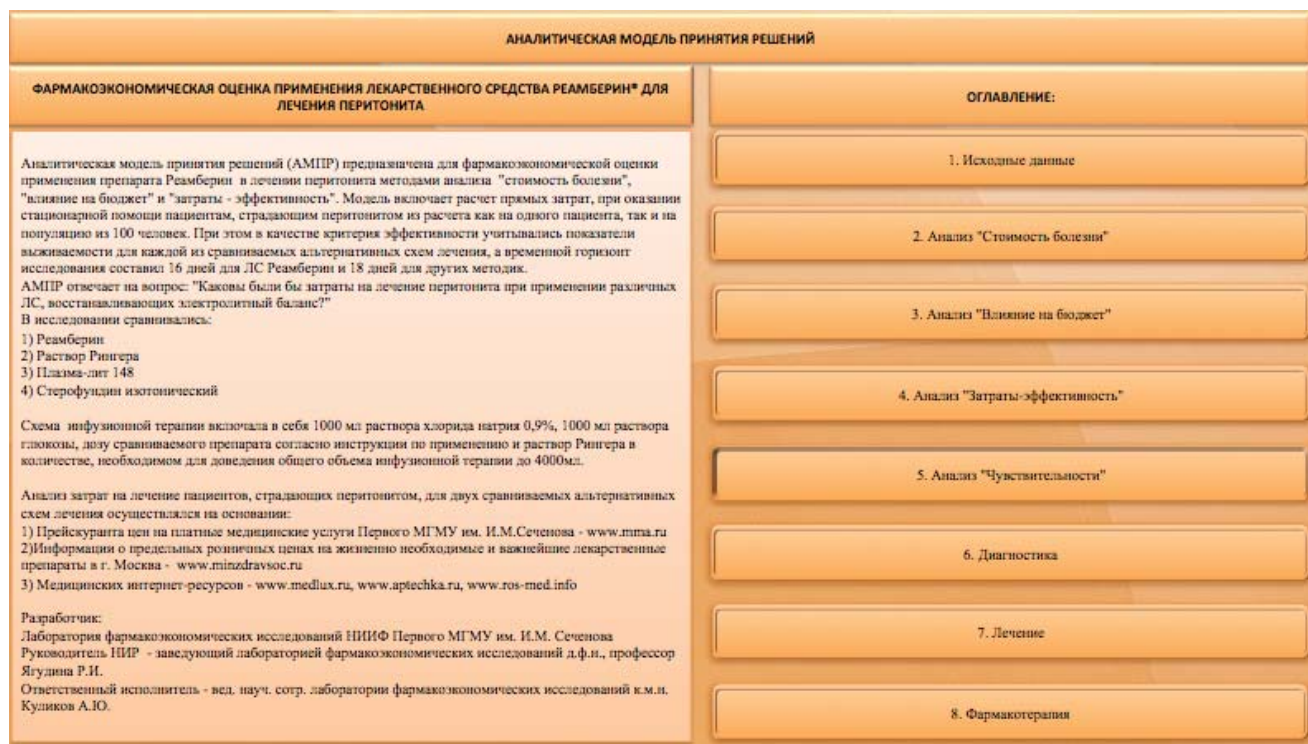 АНАЛИТИЧЕСКАЯ МОДЕЛЬ ПРИНЯТИЯ РЕШЕНИЙ
ФАРМАКОЭКОНОМИЧЕСКАЯ ОЦЕНКА ПРИМЕНЕНИЯ ЛЕКАРСТВЕННОГО СРЕДСТВА РЕАМБЕРИН® ДЛЯ
ЛЕЧЕНИЯ ПЕРИТОНИТА
Аналитическая модель принятия решений (АМПР) предназначена для фармакоэкономической оценки
применения препарата Реамберин в лечении перитонита методами анализа "стоимость болезни",
"влияние на бюджет" и "затраты - эффективность". Модель включает расчет прямых затрат, при оказании
стационарной помощи пациентам, страдающим перитонитом из расчета как на одного пациента, так и на
популяцию из 100 человек. При этом в качестве критерия эффективности учитывались показатели
выживаемости для каждой из сравниваемых альтернативных схем лечения, а временной горизонт
исследования составил 16 дней для ЛС Реамберин и 18 дней для других методик.
АМПР отвечает на вопрос: "Каковы были бы затраты на лечение перитонита при применении различных
ЛС, восстанавливающих электролитный баланс?"
В исследовании сравнивались:
1) Реамберин
2) Раствор Рингера
3) Плазма-лит 148
4) Стерофундин изотонический
Схема инфузионной терапии включала в себя 1000 мл раствора хлорида натрия 0,9%, 1000 мл раствора
глюкозы, дозу сравниваемого препарата согласно инструкции по применению и раствор Рингера в
количестве, необходимом для доведения общего объема инфузионной терапии до 4000мл.
Анализ затрат на лечение пациентов, страдающих перитонитом, для двух сравниваемых альтернативных
схем лечения осуществлялся на основании:
1) Прейскуранта цен на платные медицинские услуги Первого МГМУ им. И.М.Сеченова - www.mma.ru
2)Информации о предельных розничных ценах на жизненно необходимые и важнейшие лекарственные
препараты в г. Москва - www.minzdravsoc.ru
3) Медицинских интернет-ресурсов - www.medlux.ru, www.aptechka.ru, www.ros-med.info
Разработчик:
Лаборатория фармакоэкономических исследований НИИФ Первого МГМУ им. И.М. Сеченова
Руководитель НИР - заведующий лабораторией фармакоэкономических исследований д.ф.н., профессор
Ягудина Р.И.
Ответственный исполнитель - вед. науч. сотр. лаборатории фармакоэкономических исследований к.м.н.
Куликов А.Ю.
ОГЛАВЛЕНИЕ:
1. Исходные данные
2. Анализ "Стоимость болезни"
3. Анализ "Влияние на бюджет"
4. Анализ "Затраты-эффективность"
5. Анализ "Чувствительности"
6. Диагностика
7. Лечение
8. Фармакотерапия